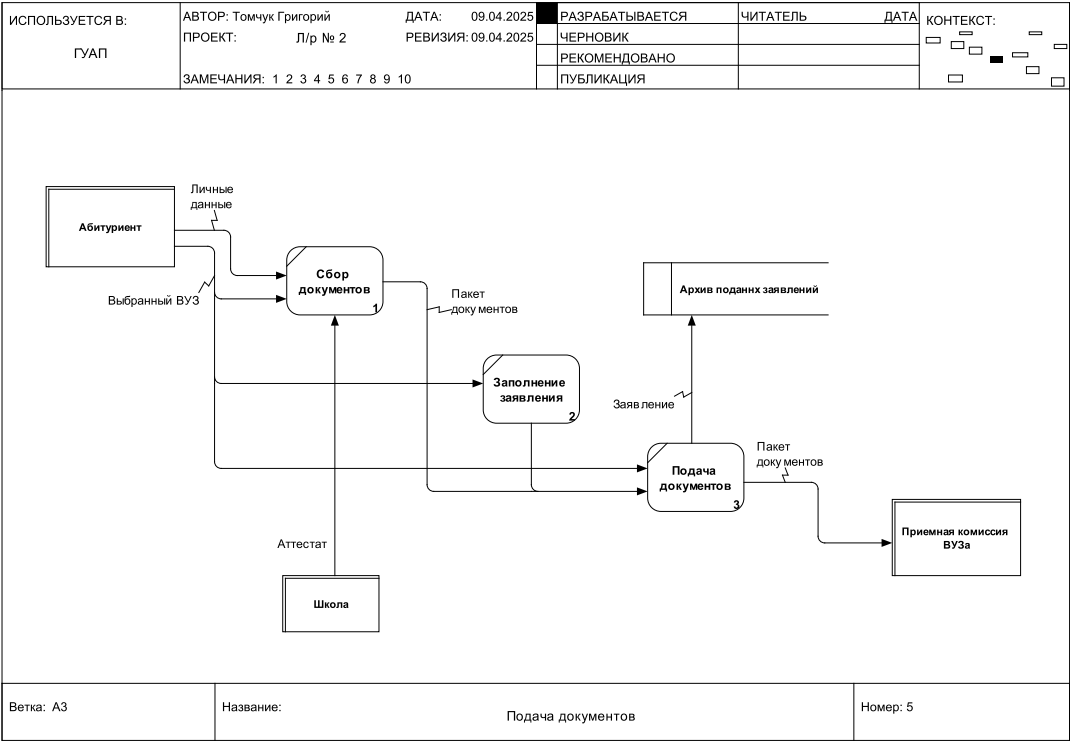 ИСПОЛЬЗУЕТСЯ В:
ГУАП
АВТОР: Томчук Григорий
ДАТА: 09.04.2025
ПРОЕКТ: Л/р № 2
РЕВИЗИЯ: 09.04.2025
ЗАМЕЧАНИЯ: 1 2 3 4 5 6 7 8 9 10
РАЗРАБАТЫВАЕТСЯ
ЧЕРНОВИК
РЕКОМЕНДОВАНО
ПУБЛИКАЦИЯ
ЧИТАТЕЛЬ ДАТА
КОНТЕКСТ:
Личные
данные
Абитуриент
Выбранный ВУЗ
Сбор
документов
1
Пакет
документов
Архив поданнх заявлений
Заполнение
заявления
2
Заявление
Подача
документов
3
Пакет
документов
Приемная комиссия
ВУЗа
Аттестат
Школа
Ветка: A3
Название:
Подача документов
Номер: 5